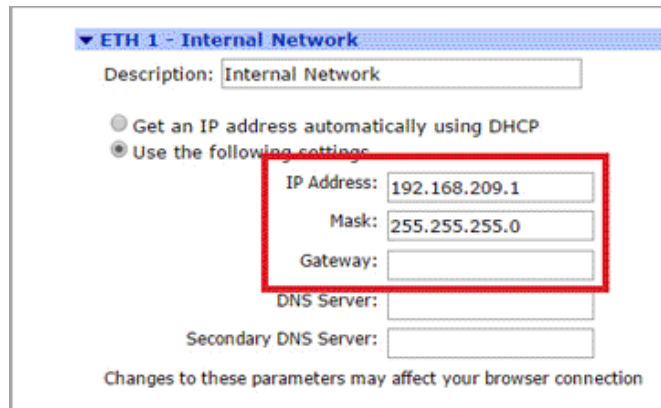 ETH 1 - Internal Network
Description: Internal Network
Get an IP address automatically using DHCP
Use the following settings
IP Address: 192.168.209.1
Mask: 255.255.255.0
Gateway:
DNS Server:
Secondary DNS Server:
Changes to these parameters may affect your browser connection